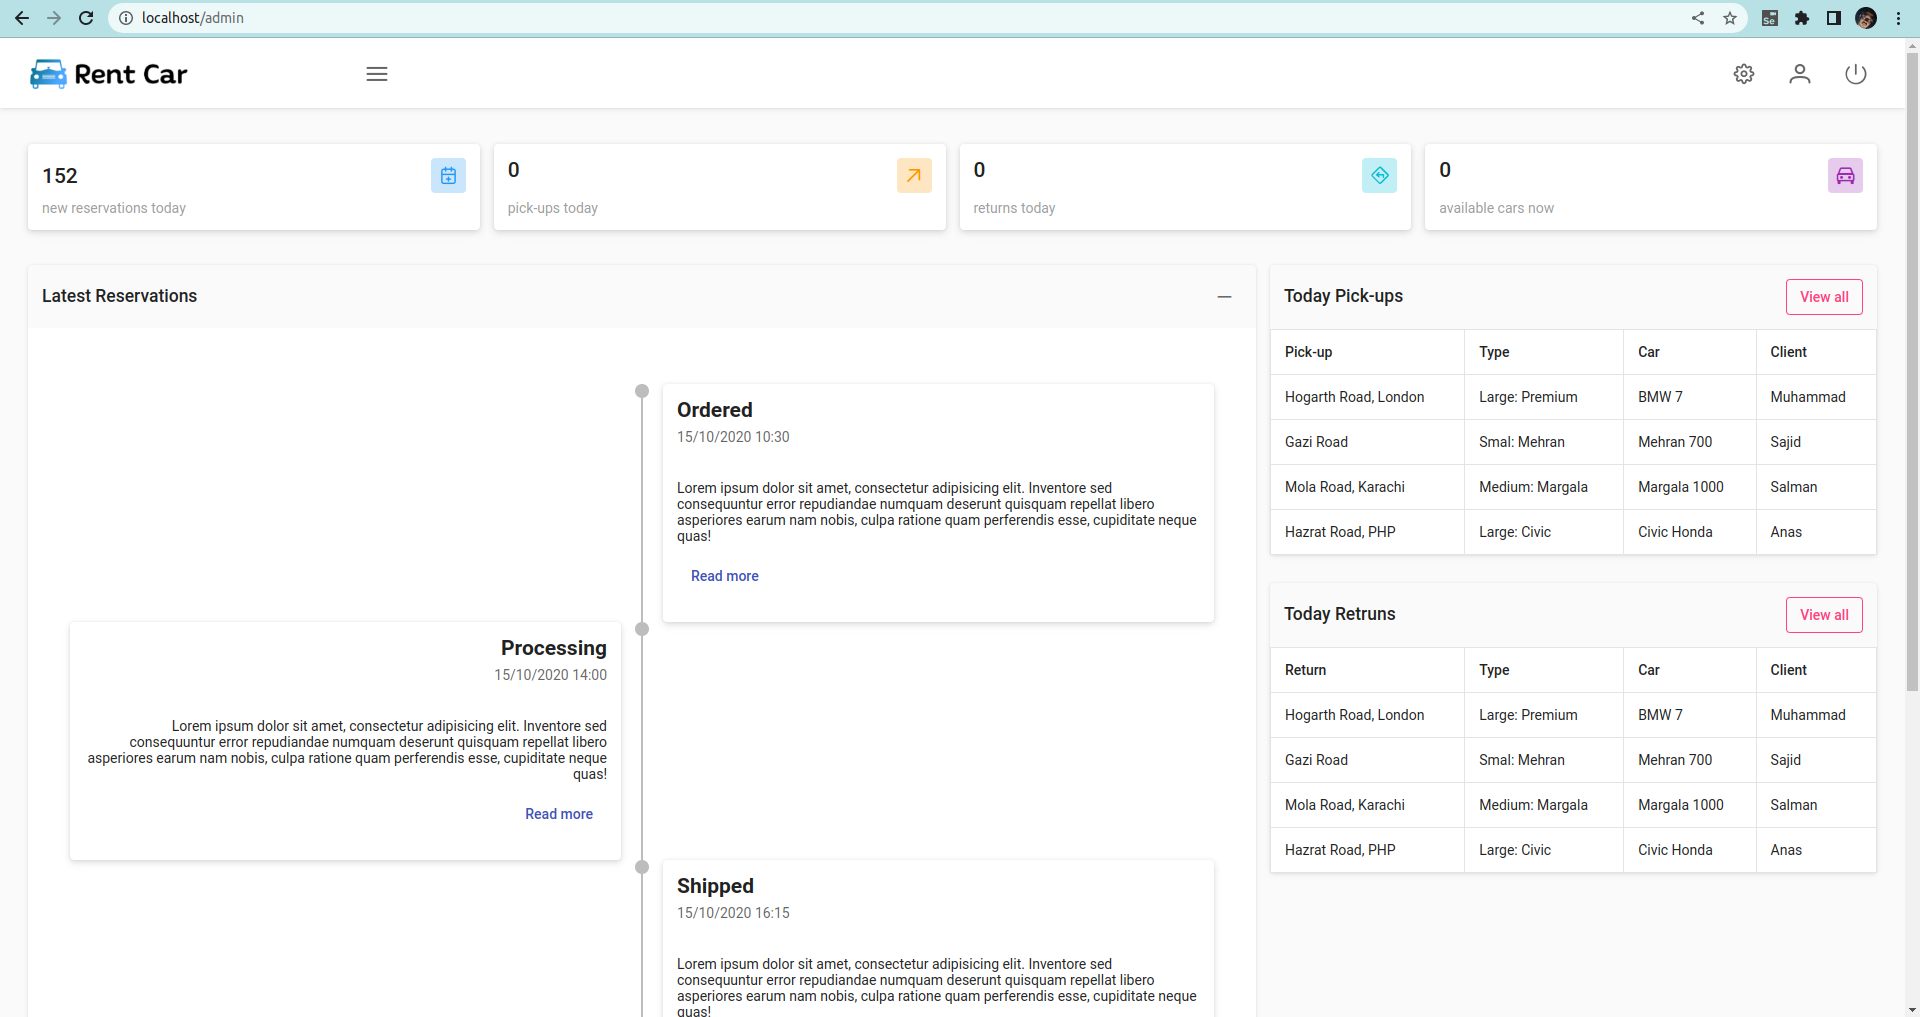 localhost/admin
Se
Rent Car
152
new reservations today
0
pick-ups today
0
returns today
0
available cars now
Latest Reservations
Ordered
15/10/2020 10:30
Lorem ipsum dolor sit amet, consectetur adipisicing elit. Inventore sed
consequuntur error repudiandae numquam deserunt quisquam repellat libero
asperiores earum nam nobis, culpa ratione quam perferendis esse, cupiditate neque
quas!
Read more
Processing
15/10/2020 14:00
Lorem ipsum dolor sit amet, consectetur adipisicing elit. Inventore sed
consequuntur error repudiandae numquam deserunt quisquam repellat libero
asperiores earum nam nobis, culpa ratione quam perferendis esse, cupiditate neque
quas!
Read more
Shipped
15/10/2020 16:15
Lorem ipsum dolor sit amet, consectetur adipisicing elit. Inventore sed
consequuntur error repudiandae numquam deserunt quisquam repellat libero
asperiores earum nam nobis, culpa ratione quam perferendis esse, cupiditate neque
quas!
Today Pick-ups
View all
Pick-up Type Car Client
Hogarth Road, London Large: Premium BMW 7 Muhammad
Gazi Road Smal: Mehran Mehran 700 Sajid
Mola Road, Karachi Medium: Margala Margala 1000 Salman
Hazrat Road, PHP Large: Civic Civic Honda Anas
Today Retruns
View all
Return Type Car Client
Hogarth Road, London Large: Premium BMW 7 Muhammad
Gazi Road Smal: Mehran Mehran 700 Sajid
Mola Road, Karachi Medium: Margala Margala 1000 Salman
Hazrat Road, PHP Large: Civic Civic Honda Anas